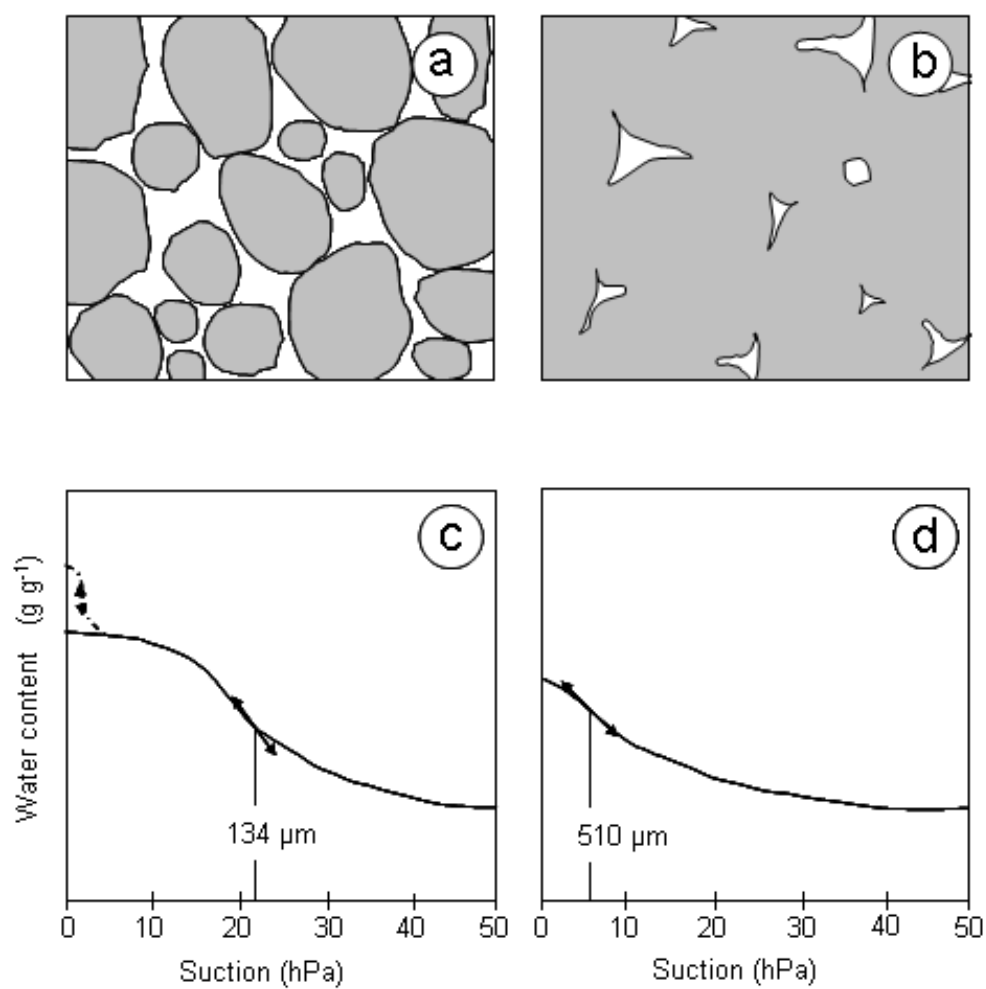 a
b
c
d
Water content (g g⁻¹)
134 μm
510 μm
0 10 20 30 40 50
0 10 20 30 40 50
Suction (hPa)
Suction (hPa)